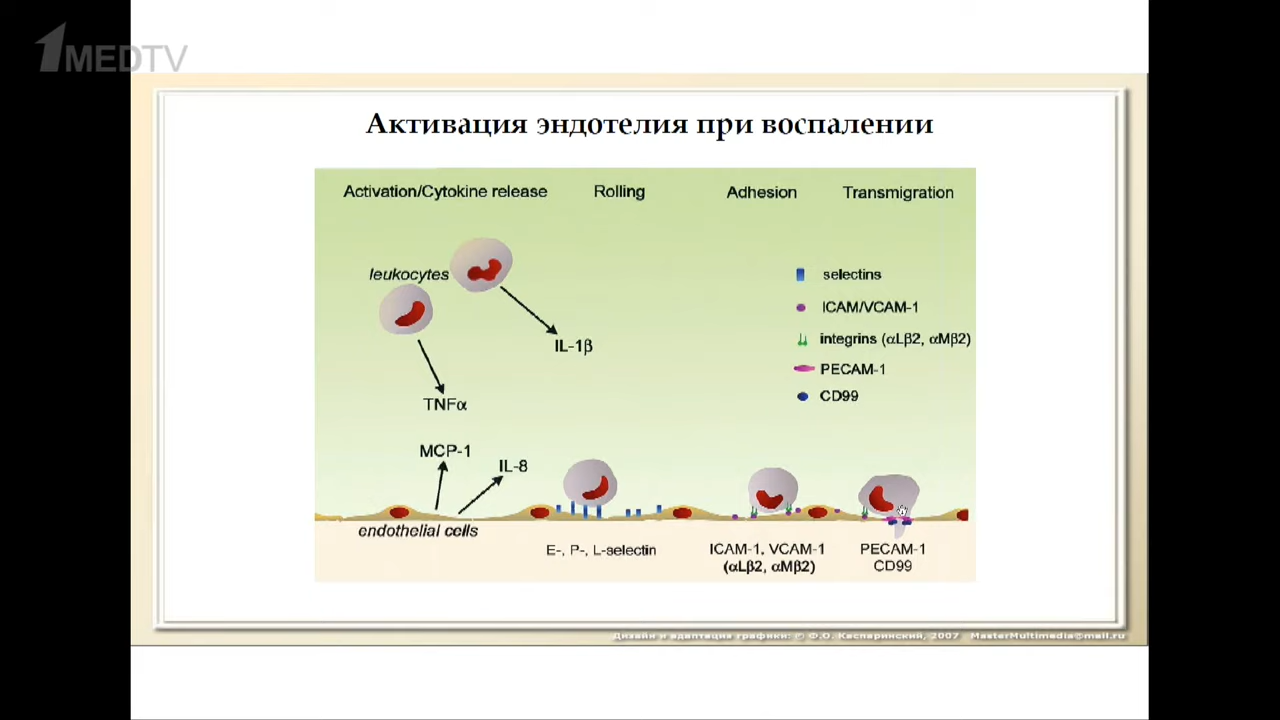 1MEDTV
Активация эндотелия при воспалении
Activation/Cytokine release
Rolling
Adhesion
Transmigration
leukocytes
IL-1β
TNFα
MCP-1
IL-8
endothelial cells
selectins
ICAM/VCAM-1
integrins (αLβ2, αMβ2)
PECAM-1
CD99
E-, P-, L-selectin
ICAM-1, VCAM-1
(αLβ2, αMβ2)
PECAM-1
CD99
Дизайн и адаптация графики: © Ф.О. Каспаринский, 2007 MasterMultimedia@mail.ru